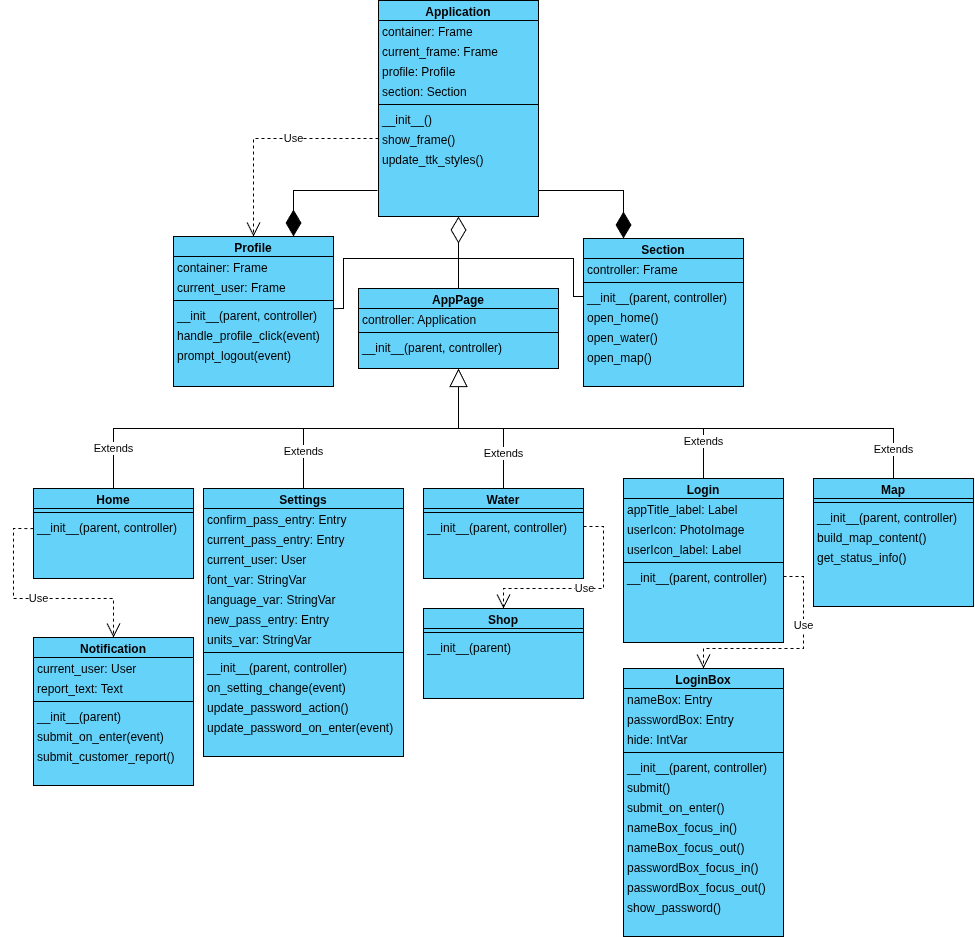 Application
container: Frame
current_frame: Frame
profile: Profile
section: Section
__init__()
show_frame()
update_ttk_styles()
Use
Profile
container: Frame
current_user: Frame
__init__(parent, controller)
handle_profile_click(event)
prompt_logout(event)
AppPage
controller: Application
__init__(parent, controller)
Section
controller: Frame
__init__(parent, controller)
open_home()
open_water()
open_map()
Extends
Extends
Extends
Extends
Extends
Home
__init__(parent, controller)
Use
Notification
current_user: User
report_text: Text
__init__(parent)
submit_on_enter(event)
submit_customer_report()
Settings
confirm_pass_entry: Entry
current_pass_entry: Entry
current_user: User
font_var: StringVar
language_var: StringVar
new_pass_entry: Entry
units_var: StringVar
__init__(parent, controller)
on_setting_change(event)
update_password_action()
update_password_on_enter(event)
Water
__init__(parent, controller)
Use
Shop
__init__(parent)
Login
appTitle_label: Label
userIcon: PhotoImage
userIcon_label: Label
__init__(parent, controller)
Use
LoginBox
nameBox: Entry
passwordBox: Entry
hide: IntVar
__init__(parent, controller)
submit()
submit_on_enter()
nameBox_focus_in()
nameBox_focus_out()
passwordBox_focus_in()
passwordBox_focus_out()
show_password()
Map
__init__(parent, controller)
build_map_content()
get_status_info()